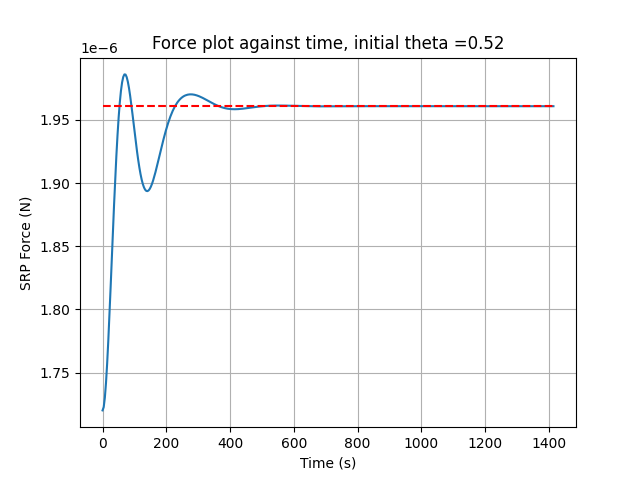 Force plot against time, initial theta =0.52
1e−6
1.95
1.90
1.85
1.80
1.75
SRP Force (N)
0 200 400 600 800 1000 1200 1400
Time (s)